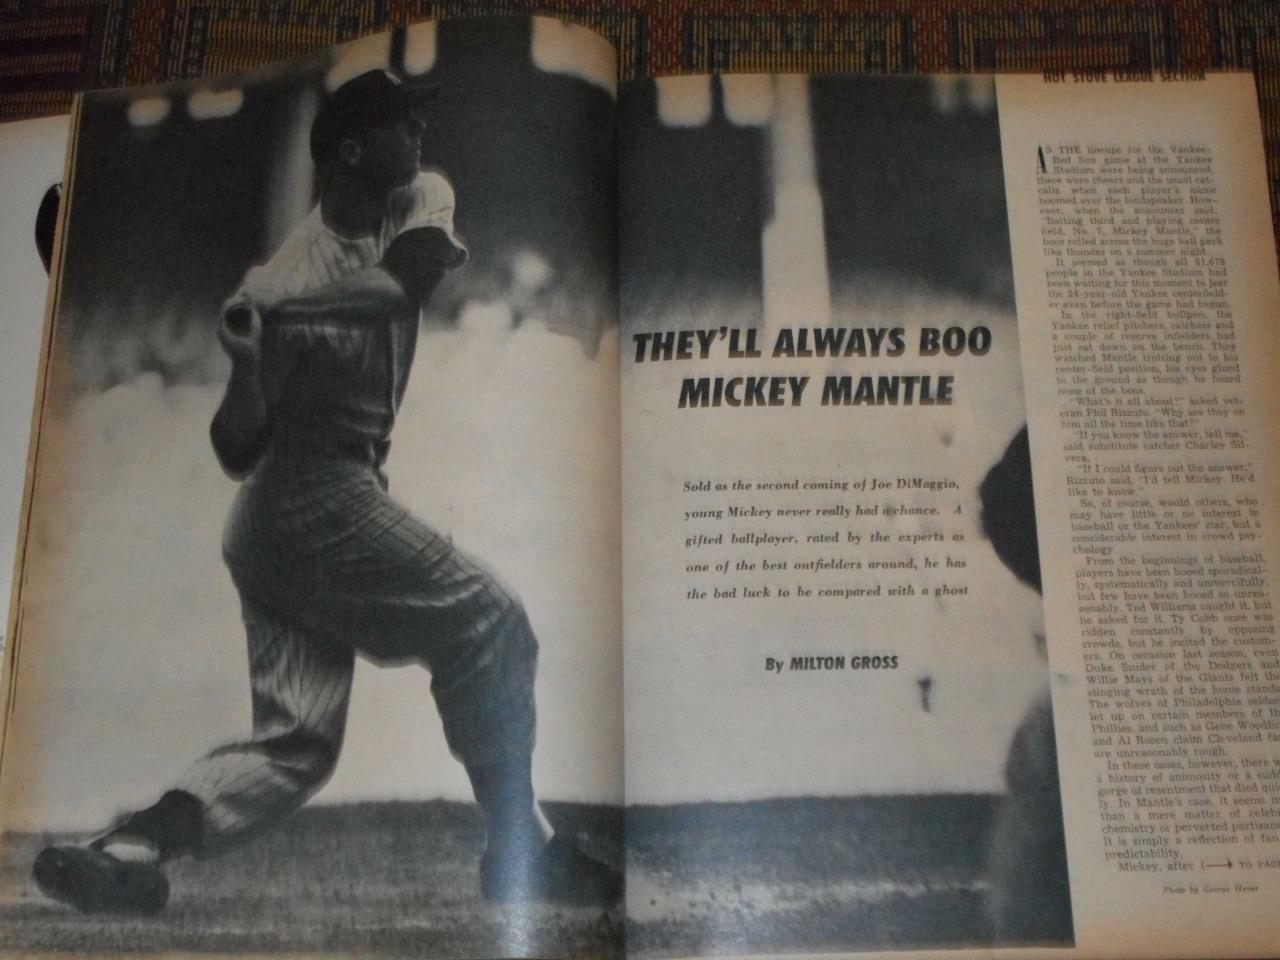 THEY'LL ALWAYS BOO
MICKEY MANTLE
Sold as the second coming of Joe DiMaggio,
young Mickey never really had a chance. A
gifted ballplayer, rated by the experts as
one of the best outfielders around, he has
the bad luck to be compared with a ghost
By MILTON GROSS
HOT STOVE LEAGUE SECTION
AS THE lineups for the Yankee-
Red Sox game at the Yankee
Stadium were being announced,
there were cheers and the usual cat-
calls when each player's name
boomed over the loudspeaker. How-
ever, when the announcer said,
"Batting third and playing center
field, No. 7, Mickey Mantle," the
boos rolled across the huge ball park
like thunder on a summer night.
It seemed as though all 61,678
people in the Yankee Stadium had
been waiting for this moment to jeer
the 24-year-old Yankee centerfield-
er even before the game had begun.
In the right-field bullpen, the
Yankee relief pitchers, catchers and
a couple of reserve infielders had
just sat down on the bench. They
watched Mantle trotting out to his
center-field position, his eyes glued
to the ground as though he heard
none of the boos.
"What's it all about?" asked vet-
eran Phil Rizzuto. "Why are they on
him all the time like that?"
"If you know the answer, tell me,"
said substitute catcher Charley Sil-
vera.
"If I could figure out the answer,"
Rizzuto said, "I'd tell Mickey. He'd
like to know."
So, of course, would others, who
may have little or no interest in
baseball or the Yankees' star, but a
considerable interest in crowd psy-
chology.
From the beginnings of baseball,
players have been booed sporadical-
ly, systematically and unmercifully,
but few have been booed so unrea-
sonably. Ted Williams caught it, but
he asked for it. Ty Cobb once was
ridden constantly by opposing
crowds, but he incited the custom-
ers. On occasion last season, even
Duke Snider of the Dodgers and
Willie Mays of the Giants felt the
stinging wrath of the home stands.
The wolves of Philadelphia seldom
let up on certain members of th
Phillies, and such as Gene Woodlin
and Al Rosen claim Cleveland fa
are unreasonably rough.
In these cases, however, there w
a history of animosity or a sudd
gorge of resentment that died qui
ly. In Mantle's case, it seems m
than a mere matter of celeb
chemistry or perverted partisan
It is simply a reflection of fan
predictability.
Mickey, after (⟶ TO PAGE
Photo by George Heyer